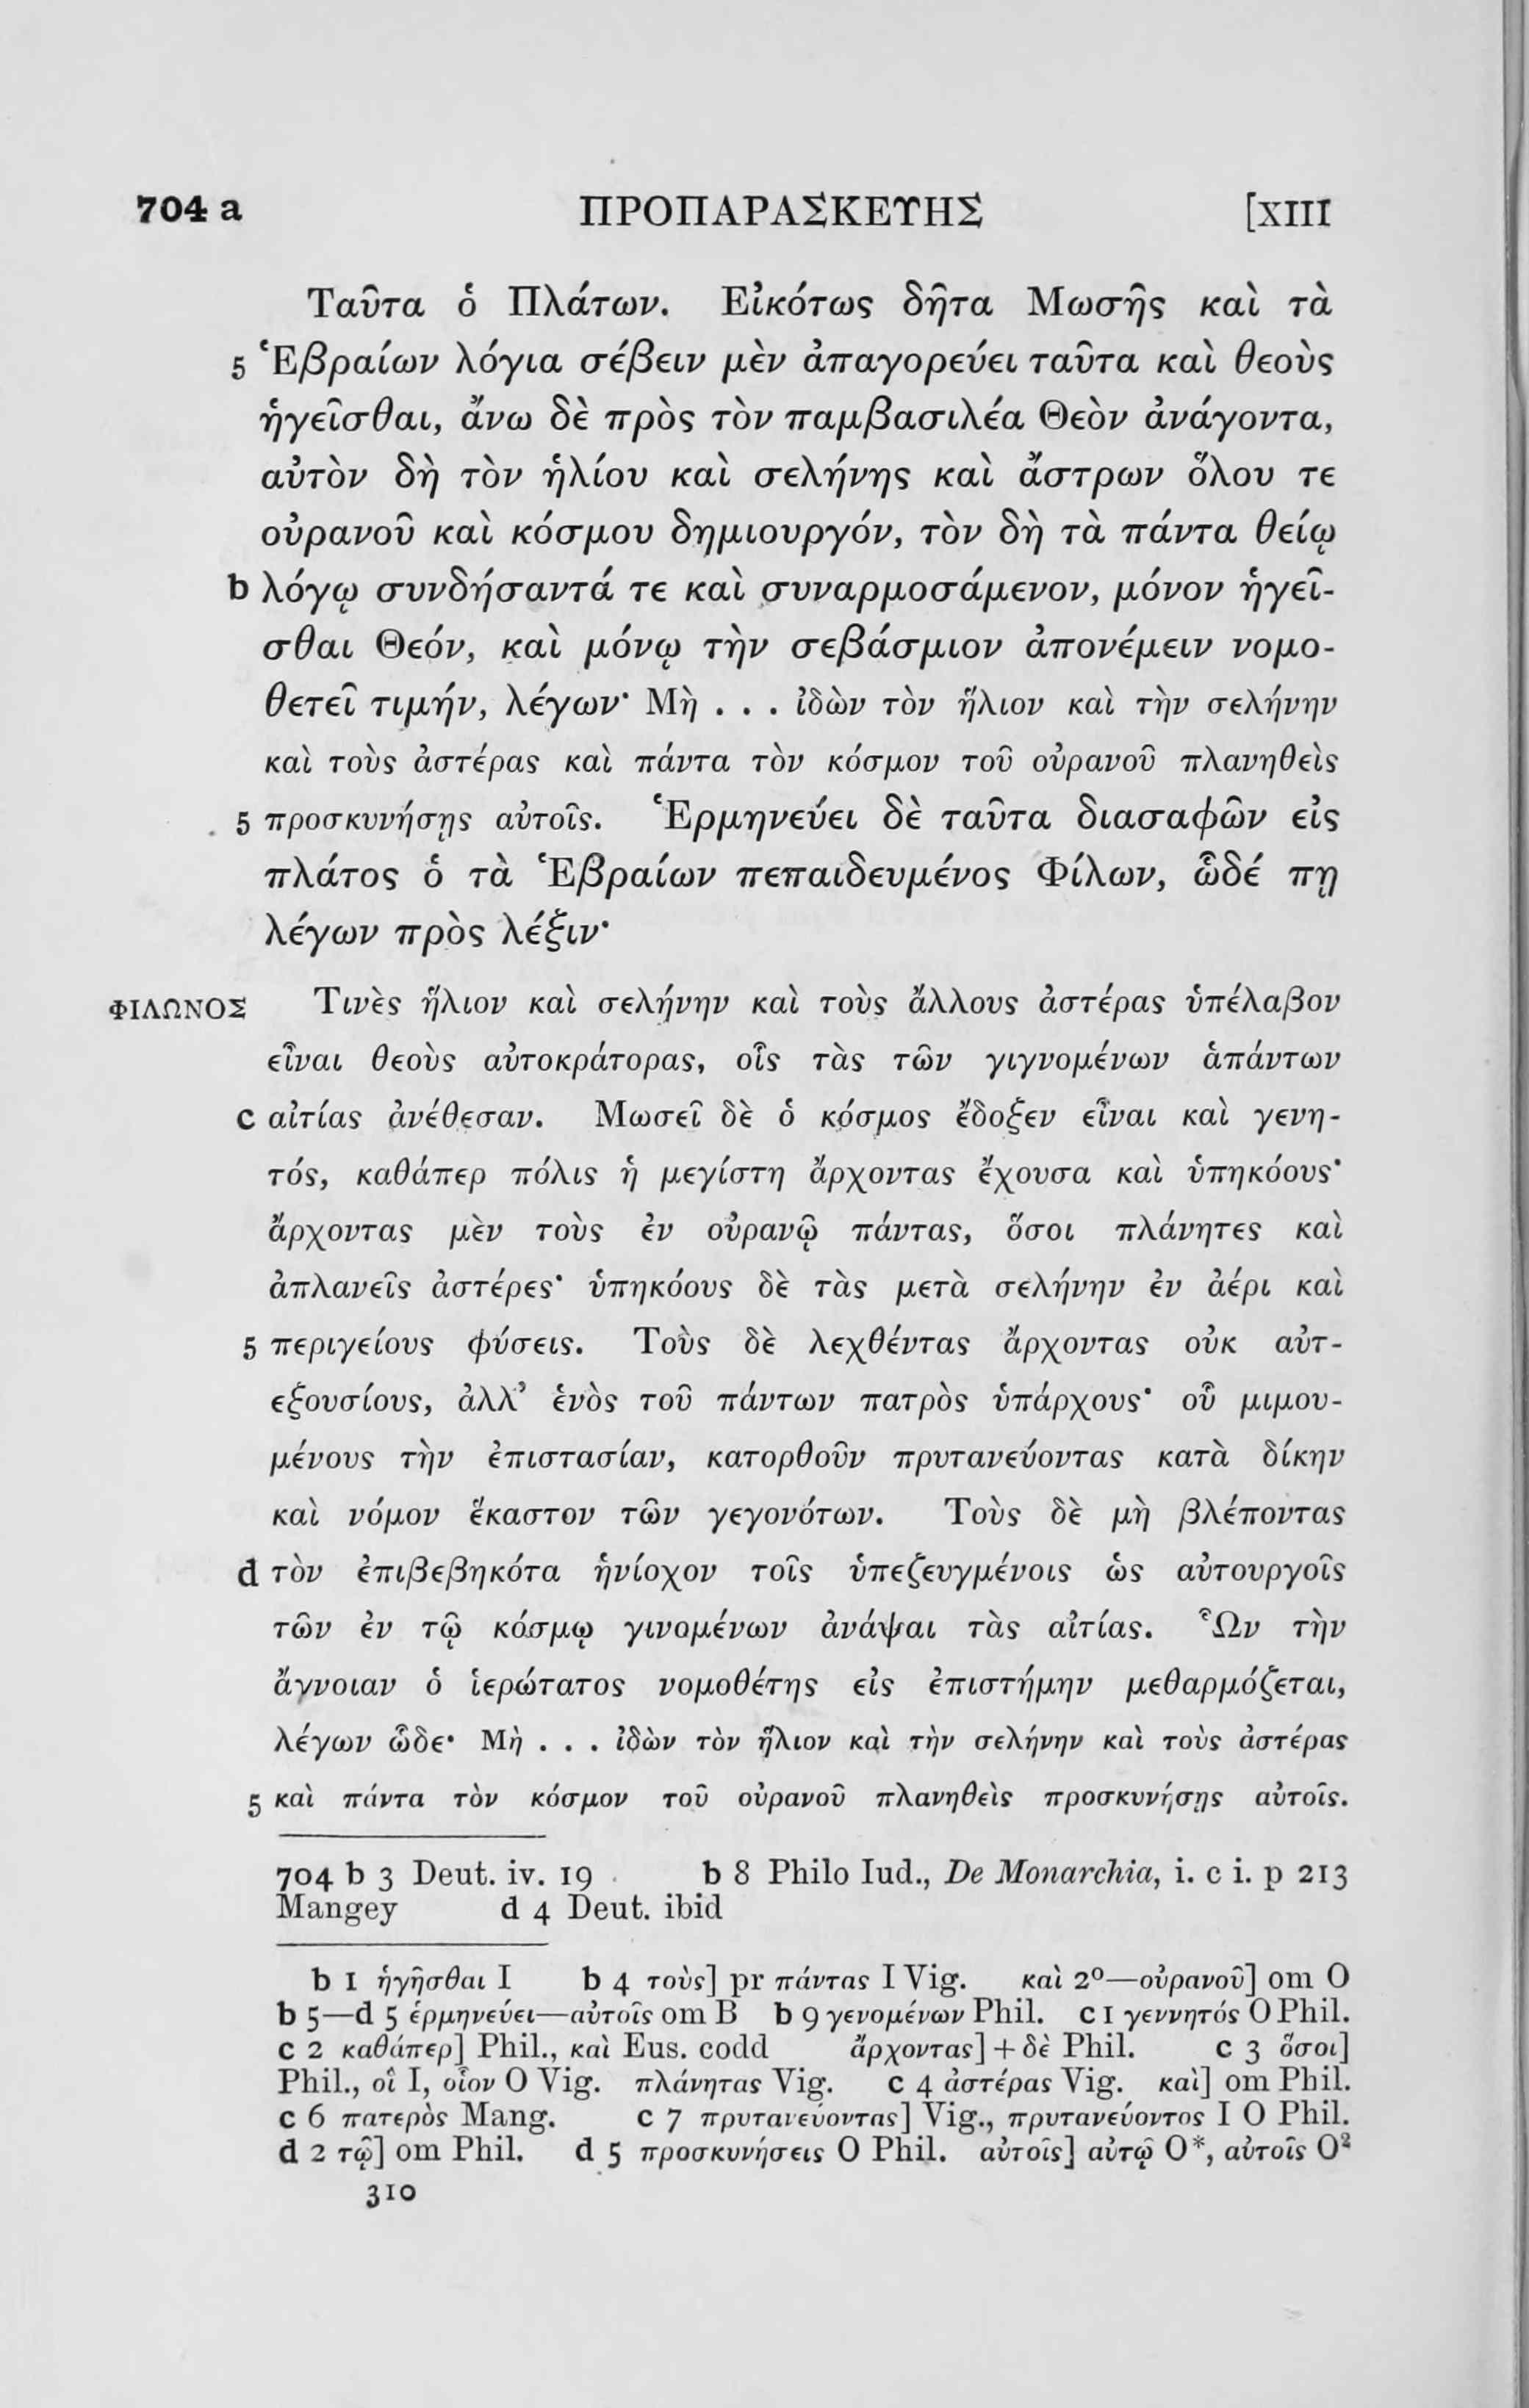 704 a ΠΡΟΠΑΡΑΣΚΕΥΗΣ [XIII
Ταῦτα ὁ Πλάτων. Εἰκότως δῆτα Μωσῆς καὶ τὰ
5 Ἑβραίων λόγια σέβειν μὲν ἀπαγορεύει ταῦτα καὶ θεοὺς
ἡγεῖσθαι, ἄνω δὲ πρὸς τὸν παμβασιλέα Θεὸν ἀνάγοντα,
αὐτὸν δὴ τὸν ἡλίου καὶ σελήνης καὶ ἄστρων ὅλου τε
οὐρανοῦ καὶ κόσμου δημιουργόν, τὸν δὴ τὰ πάντα θείῳ
b λόγῳ συνδήσαντά τε καὶ συναρμοσάμενον, μόνον ἡγεῖ-
σθαι Θεόν, καὶ μόνῳ τὴν σεβάσμιον ἀπονέμειν νομο-
θετεῖ τιμήν, λέγων· Μὴ . . . ἰδὼν τὸν ἥλιον καὶ τὴν σελήνην
καὶ τοὺς ἀστέρας καὶ πάντα τὸν κόσμον τοῦ οὐρανοῦ πλανηθεὶς
5 προσκυνήσῃς αὐτοῖς. Ἑρμηνεύει δὲ ταῦτα διασαφῶν εἰς
πλάτος ὁ τὰ Ἑβραίων πεπαιδευμένος Φίλων, ὧδέ πῃ
λέγων πρὸς λέξιν·
ΦΙΛΩΝΟΣ Τινὲς ἥλιον καὶ σελήνην καὶ τοὺς ἄλλους ἀστέρας ὑπέλαβον
εἶναι θεοὺς αὐτοκράτορας, οἷς τὰς τῶν γιγνομένων ἁπάντων
c αἰτίας ἀνέθεσαν. Μωσεῖ δὲ ὁ κόσμος ἔδοξεν εἶναι καὶ γενη-
τός, καθάπερ πόλις ἡ μεγίστη ἄρχοντας ἔχουσα καὶ ὑπηκόους·
ἄρχοντας μὲν τοὺς ἐν οὐρανῷ πάντας, ὅσοι πλάνητες καὶ
ἀπλανεῖς ἀστέρες· ὑπηκόους δὲ τὰς μετὰ σελήνην ἐν ἀέρι καὶ
5 περιγείους φύσεις. Τοὺς δὲ λεχθέντας ἄρχοντας οὐκ αὐτ-
εξουσίους, ἀλλ’ ἑνὸς τοῦ πάντων πατρὸς ὑπάρχους· οὗ μιμου-
μένους τὴν ἐπιστασίαν, κατορθοῦν πρυτανεύοντας κατὰ δίκην
καὶ νόμον ἕκαστον τῶν γεγονότων. Τοὺς δὲ μὴ βλέποντας
d τὸν ἐπιβεβηκότα ἡνίοχον τοῖς ὑπεζευγμένοις ὡς αὐτουργοῖς
τῶν ἐν τῷ κόσμῳ γινομένων ἀνάψαι τὰς αἰτίας. Ὧν τὴν
ἄγνοιαν ὁ ἱερώτατος νομοθέτης εἰς ἐπιστήμην μεθαρμόζεται,
λέγων ὧδε· Μὴ . . . ἰδὼν τὸν ἥλιον καὶ τὴν σελήνην καὶ τοὺς ἀστέρας
5 καὶ πάντα τὸν κόσμον τοῦ οὐρανοῦ πλανηθεὶς προσκυνήσῃς αὐτοῖς.
704 b 3 Deut. iv. 19 b 8 Philo Iud., De Monarchia, i. c i. p 213
Mangey d 4 Deut. ibid
b 1 ἡγῆσθαι I b 4 τοὺς] pr πάντας I Vig. καὶ 2º—οὐρανοῦ] om O
b 5—d 5 ἑρμηνεύει—αὐτοῖς om B b 9 γενομένων Phil. c 1 γεννητός O Phil.
c 2 καθάπερ] Phil., καὶ Eus. codd ἄρχοντας] + δὲ Phil. c 3 ὅσοι]
Phil., οἳ I, οἷον O Vig. πλάνητας Vig. c 4 ἀστέρας Vig. καὶ] om Phil.
c 6 πατερὸς Mang. c 7 πρυτανεύοντας] Vig., πρυτανεύοντος I O Phil.
d 2 τῷ] om Phil. d 5 προσκυνήσεις O Phil. αὐτοῖς] αὐτῷ O*, αὐτοῖς O²
310